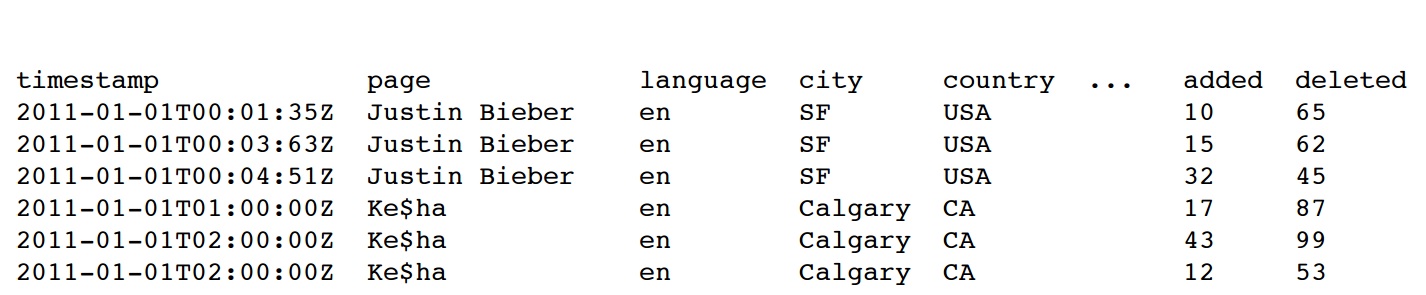 timestamp page language city country ... added deleted
2011-01-01T00:01:35Z Justin Bieber en SF USA 10 65
2011-01-01T00:03:63Z Justin Bieber en SF USA 15 62
2011-01-01T00:04:51Z Justin Bieber en SF USA 32 45
2011-01-01T01:00:00Z Ke$ha en Calgary CA 17 87
2011-01-01T02:00:00Z Ke$ha en Calgary CA 43 99
2011-01-01T02:00:00Z Ke$ha en Calgary CA 12 53